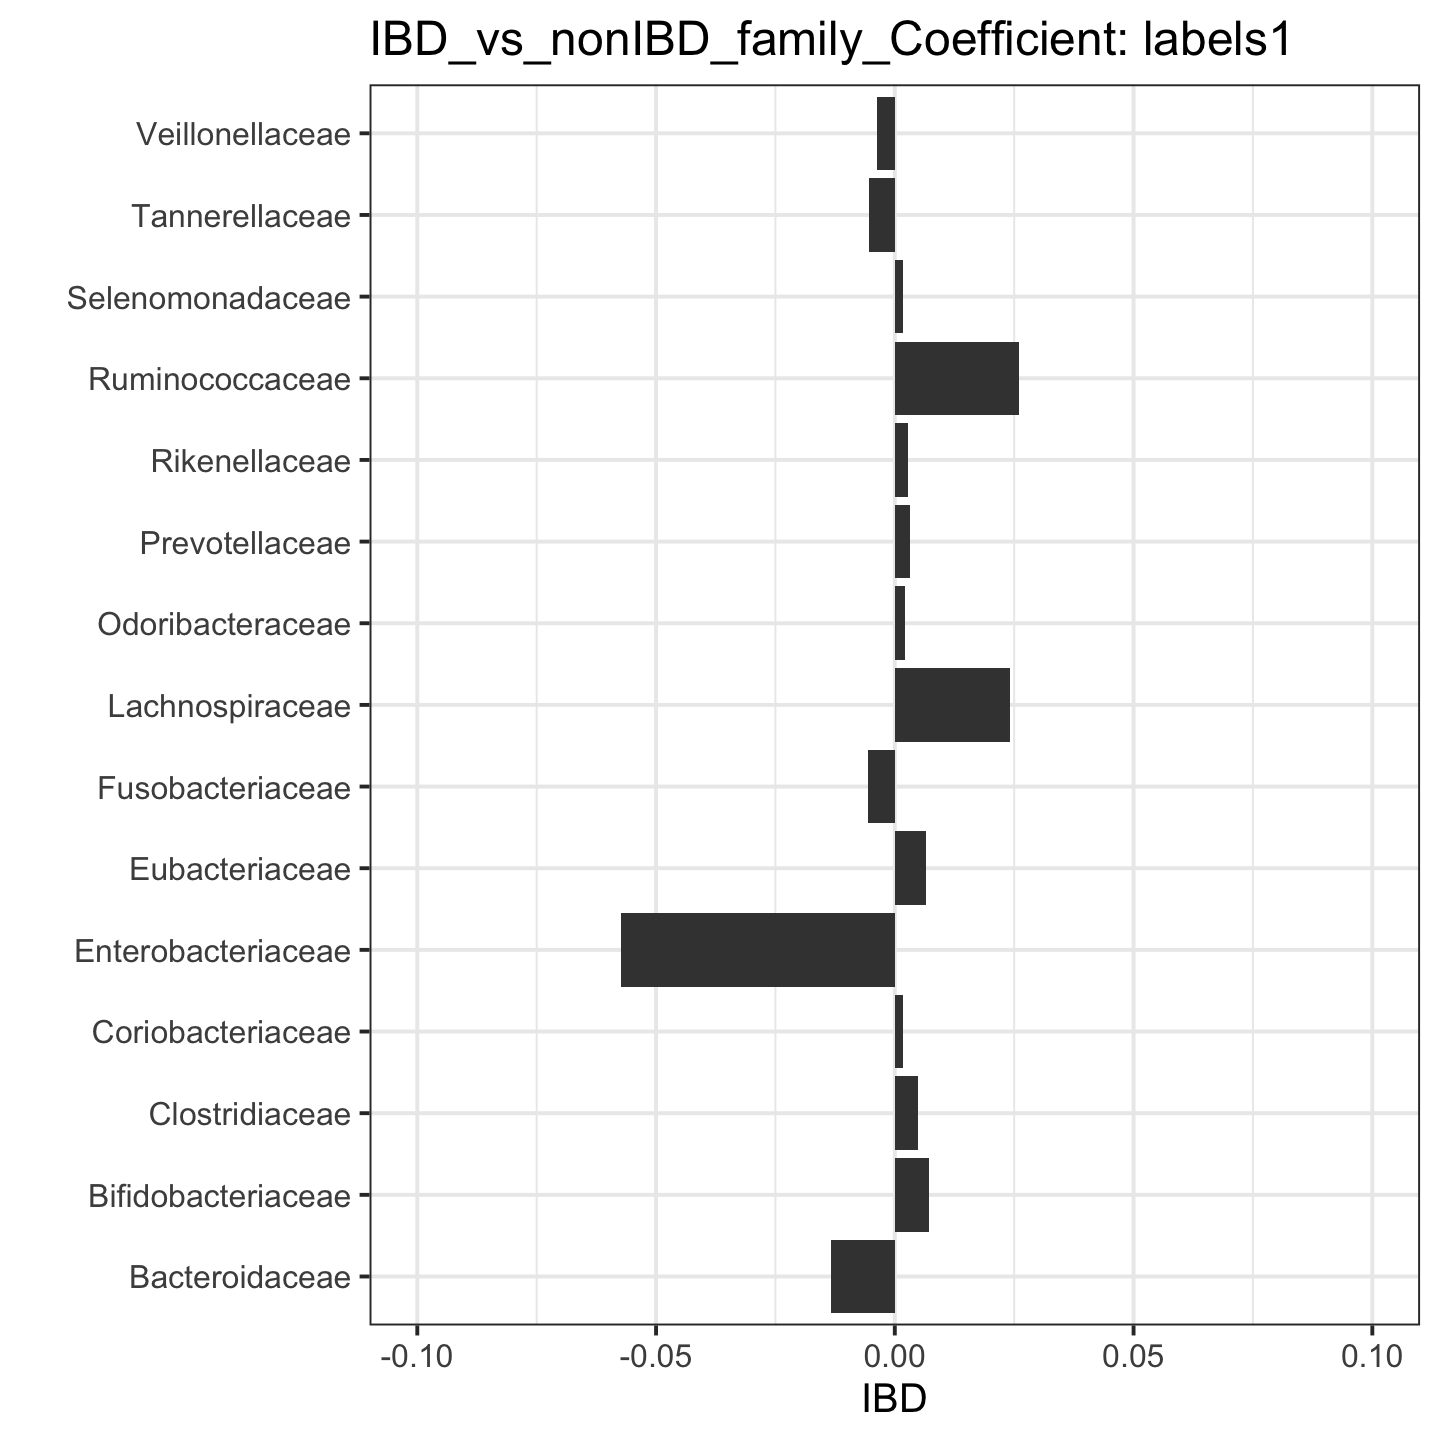 IBD_vs_nonIBD_family_Coefficient: labels1
Veillonellaceae
Tannerellaceae
Selenomonadaceae
Ruminococcaceae
Rikenellaceae
Prevotellaceae
Odoribacteraceae
Lachnospiraceae
Fusobacteriaceae
Eubacteriaceae
Enterobacteriaceae
Coriobacteriaceae
Clostridiaceae
Bifidobacteriaceae
Bacteroidaceae
-0.10 -0.05 0.00 0.05 0.10
IBD